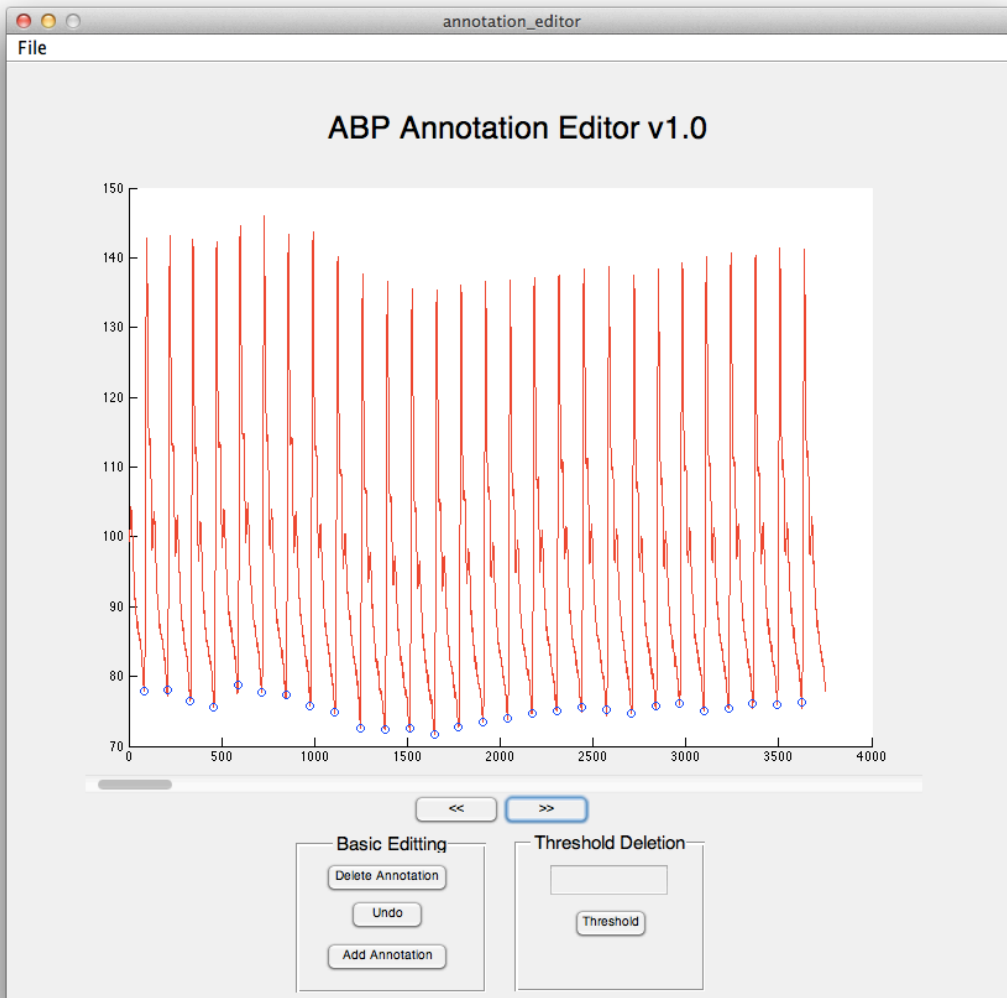 annotation_editor
File
ABP Annotation Editor v1.0
150
140
130
120
110
100
90
80
70
0 500 1000 1500 2000 2500 3000 3500 4000
<< >>
Basic Editting
Delete Annotation
Undo
Add Annotation
Threshold Deletion
Threshold